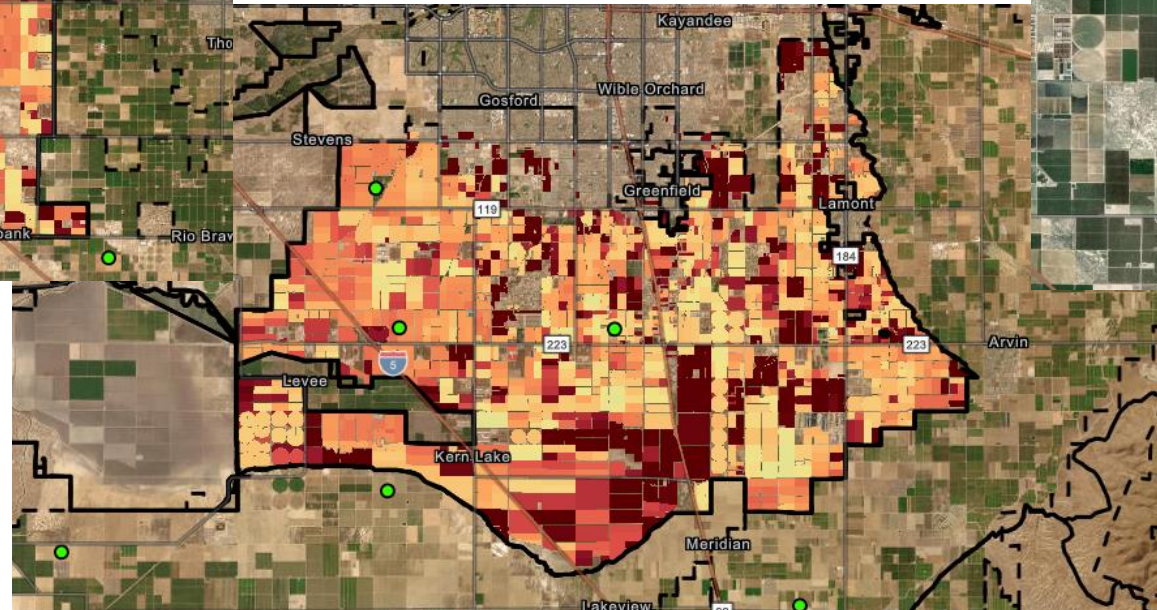 Kayandee
Tho
Wible Orchard
Gosford
Stevens
Greenfield
119
Lamont
bank
Rio Brav
184
223
223
Arvin
5
Levee
Kern Lake
Meridian
Lakeview